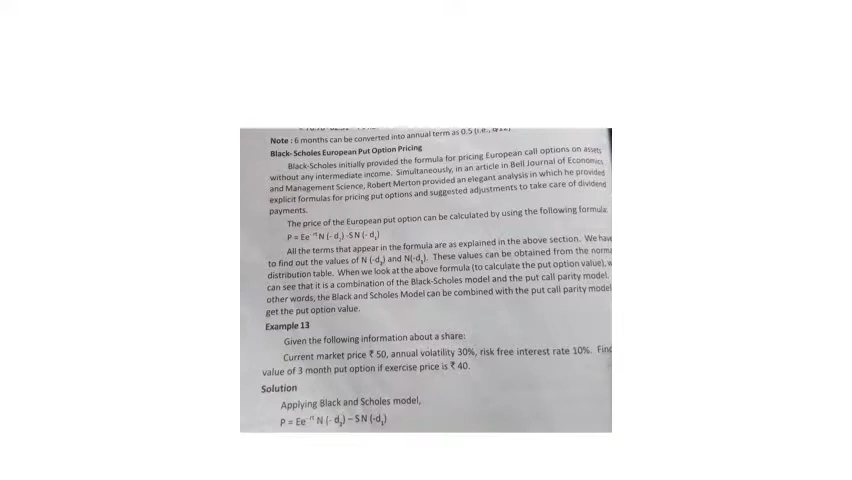 Note : 6 months can be converted into annual term as 0.5 (i.e.,
Black- Scholes European Put Option Pricing
Black-Scholes initially provided the formula for pricing European call options on assets
without any intermediate income. Simultaneously, in an article in Bell Journal of Economics
and Management Science, Robert Merton provided an elegant analysis in which he provided
explicit formulas for pricing put options and suggested adjustments to take care of dividend
payments.
The price of the European put option can be calculated by using the following formula:
P = Ee⁻ʳᵗ N (- d₂) -S N (- d₁)
All the terms that appear in the formula are as explained in the above section. We have
to find out the values of N (-d₂) and N(-d₁). These values can be obtained from the norma
distribution table. When we look at the above formula (to calculate the put option value), w
can see that it is a combination of the Black-Scholes model and the put call parity model.
other words, the Black and Scholes Model can be combined with the put call parity model
get the put option value.
Example 13
Given the following information about a share:
Current market price ₹ 50, annual volatility 30%, risk free interest rate 10%. Find
value of 3 month put option if exercise price is ₹ 40.
Solution
Applying Black and Scholes model,
P = Ee⁻ʳᵗ N (- d₂) – S N (-d₁)